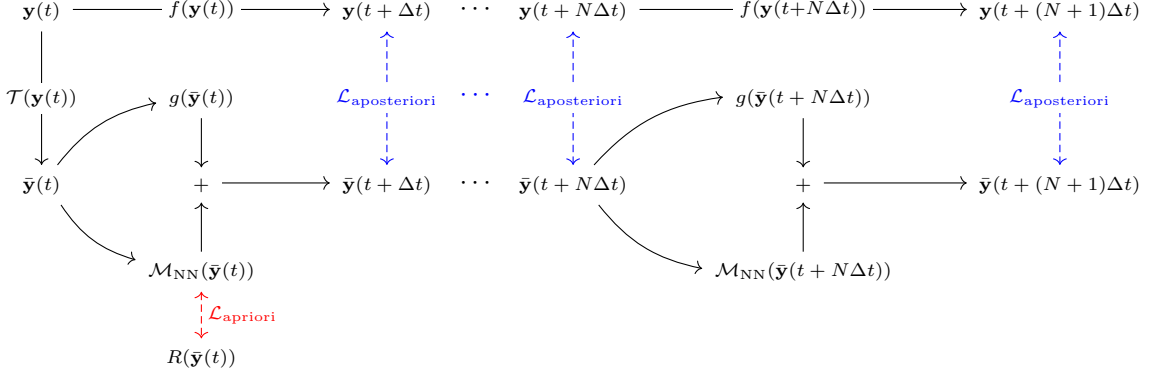 y(t) f(y(t)) y(t + Δt) ··· y(t + NΔt) f(y(t+NΔt)) y(t + (N + 1)Δt)
𝒯(y(t)) g(ȳ(t)) ℒaposteriori ··· ℒaposteriori g(ȳ(t + NΔt)) ℒaposteriori
ȳ(t) + ȳ(t + Δt) ··· ȳ(t + NΔt) + ȳ(t + (N + 1)Δt)
ℳNN(ȳ(t)) ℳNN(ȳ(t + NΔt))
ℒapriori
R(ȳ(t))